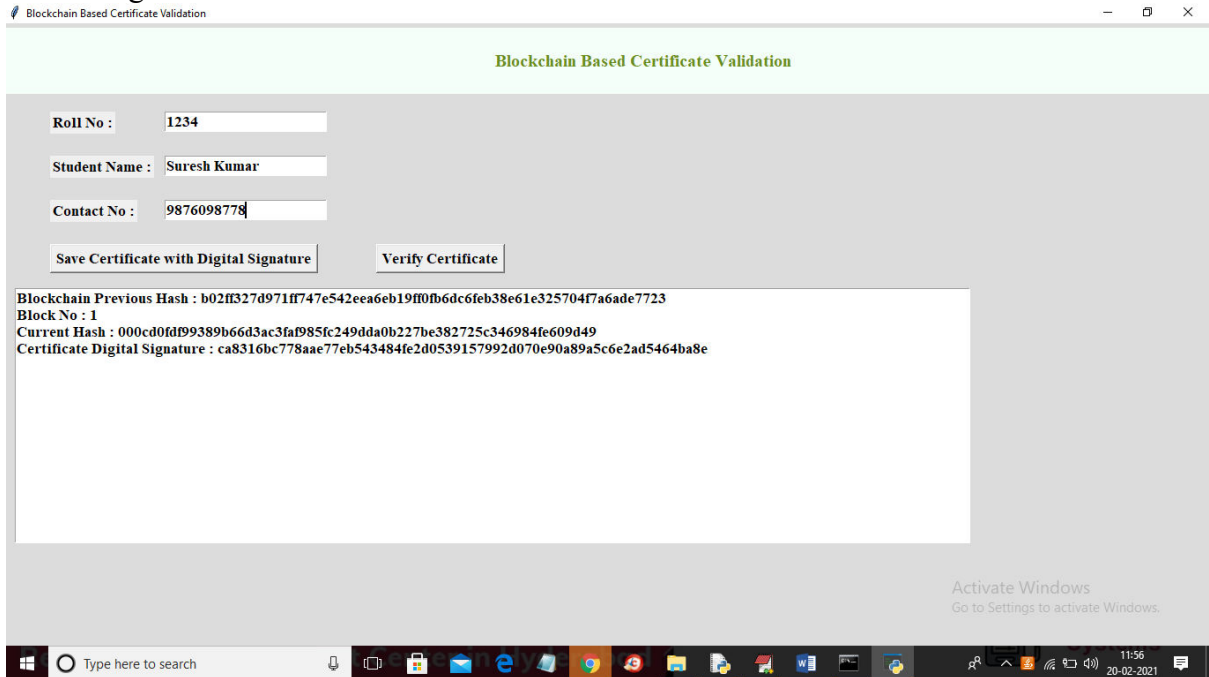 Blockchain Based Certificate Validation
Blockchain Based Certificate Validation
Roll No :
1234
Student Name :
Suresh Kumar
Contact No :
9876098778
Save Certificate with Digital Signature
Verify Certificate
Blockchain Previous Hash : b02ff327d971ff747e542eea6eb19ff0fb6dc6feb38e61e325704f7a6ade7723
Block No : 1
Current Hash : 000cd0fdf99389b66d3ac3faf985fc249dda0b227be382725c346984fe609d49
Certificate Digital Signature : ca8316bc778aae77eb543484fe2d0539157992d070e90a89a5c6e2ad5464ba8e
Activate Windows
Go to Settings to activate Windows.
Type here to search
11:56
20-02-2021